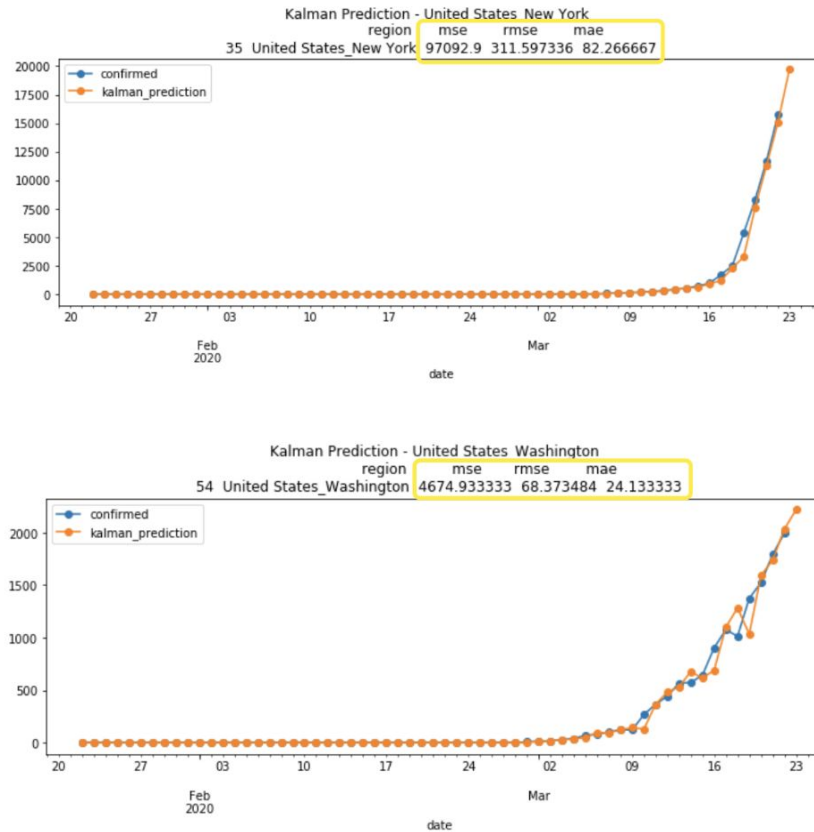 Kalman Prediction - United States_New York
region mse rmse mae
35 United States_New York 97092.9 311.597336 82.266667
20000
17500
15000
12500
10000
7500
5000
2500
0
confirmed
kalman_prediction
20 27 03 10 17 24 02 09 16 23
Feb Mar
2020
date
Kalman Prediction - United States_Washington
region mse rmse mae
54 United States_Washington 4674.933333 68.373484 24.133333
2000
1500
1000
500
0
confirmed
kalman_prediction
20 27 03 10 17 24 02 09 16 23
Feb Mar
2020
date